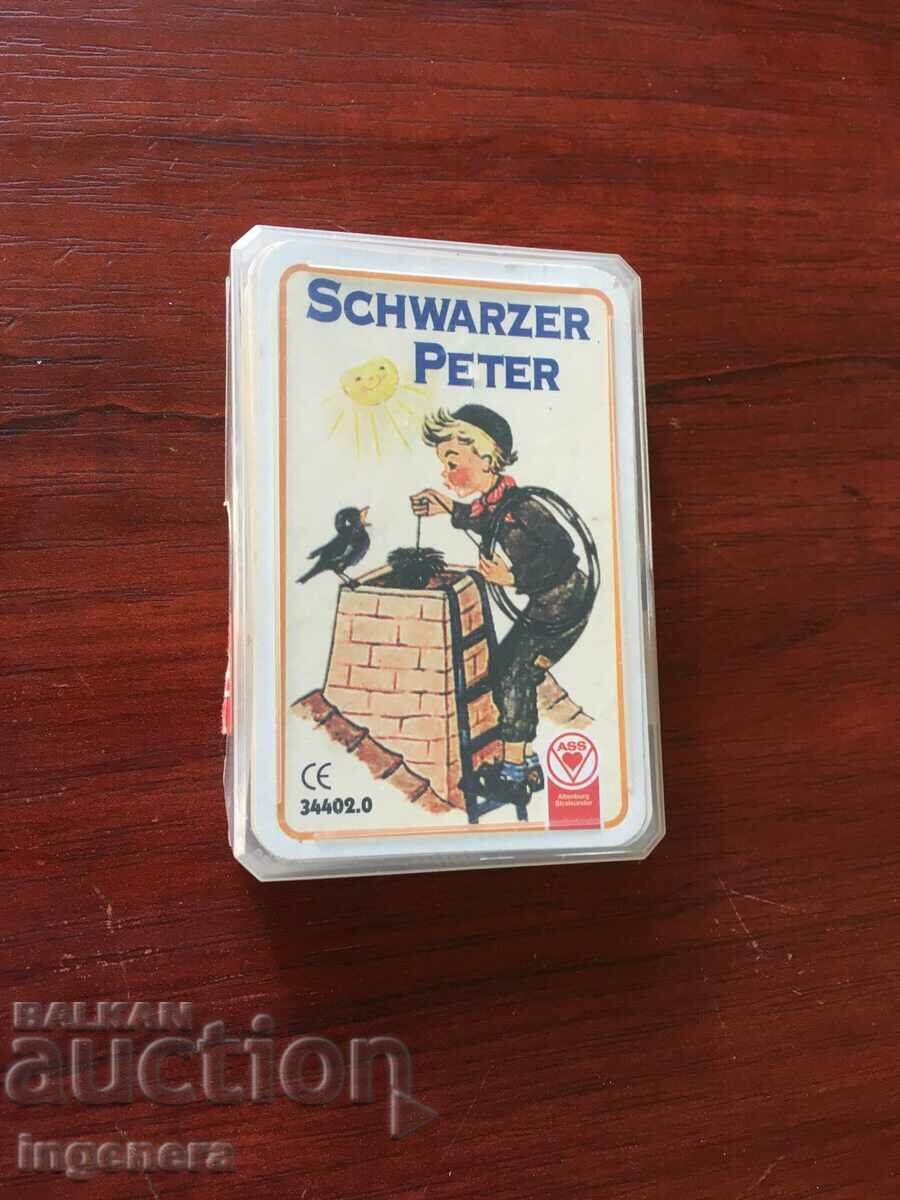 SCHWARZER
PETER
CE
34402.0
ASS
Altenburg
Stralsunder
BALKAN
auction
ingenera